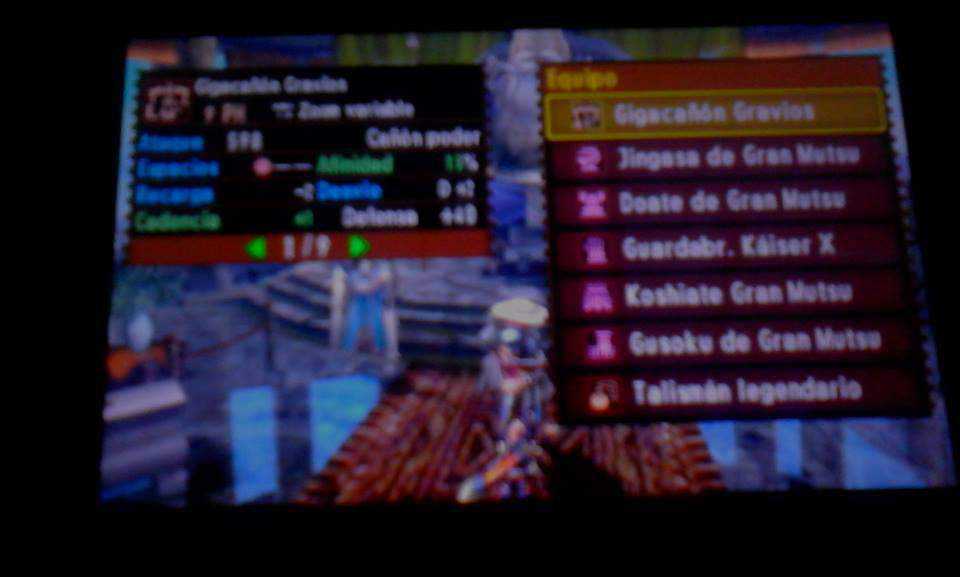 Gigacañón Gravios
Zoom variable
Ataque 598 Cañón poder
Espacios Afinidad
Recarga -2 Desvío
Cadencia Defensa +40
1/9
Equipo
Gigacañón Gravios
Jingasa de Gran Mutsu
Doate de Gran Mutsu
Guardabr. Káiser X
Koshiate Gran Mutsu
Gusoku de Gran Mutsu
Talismán legendario